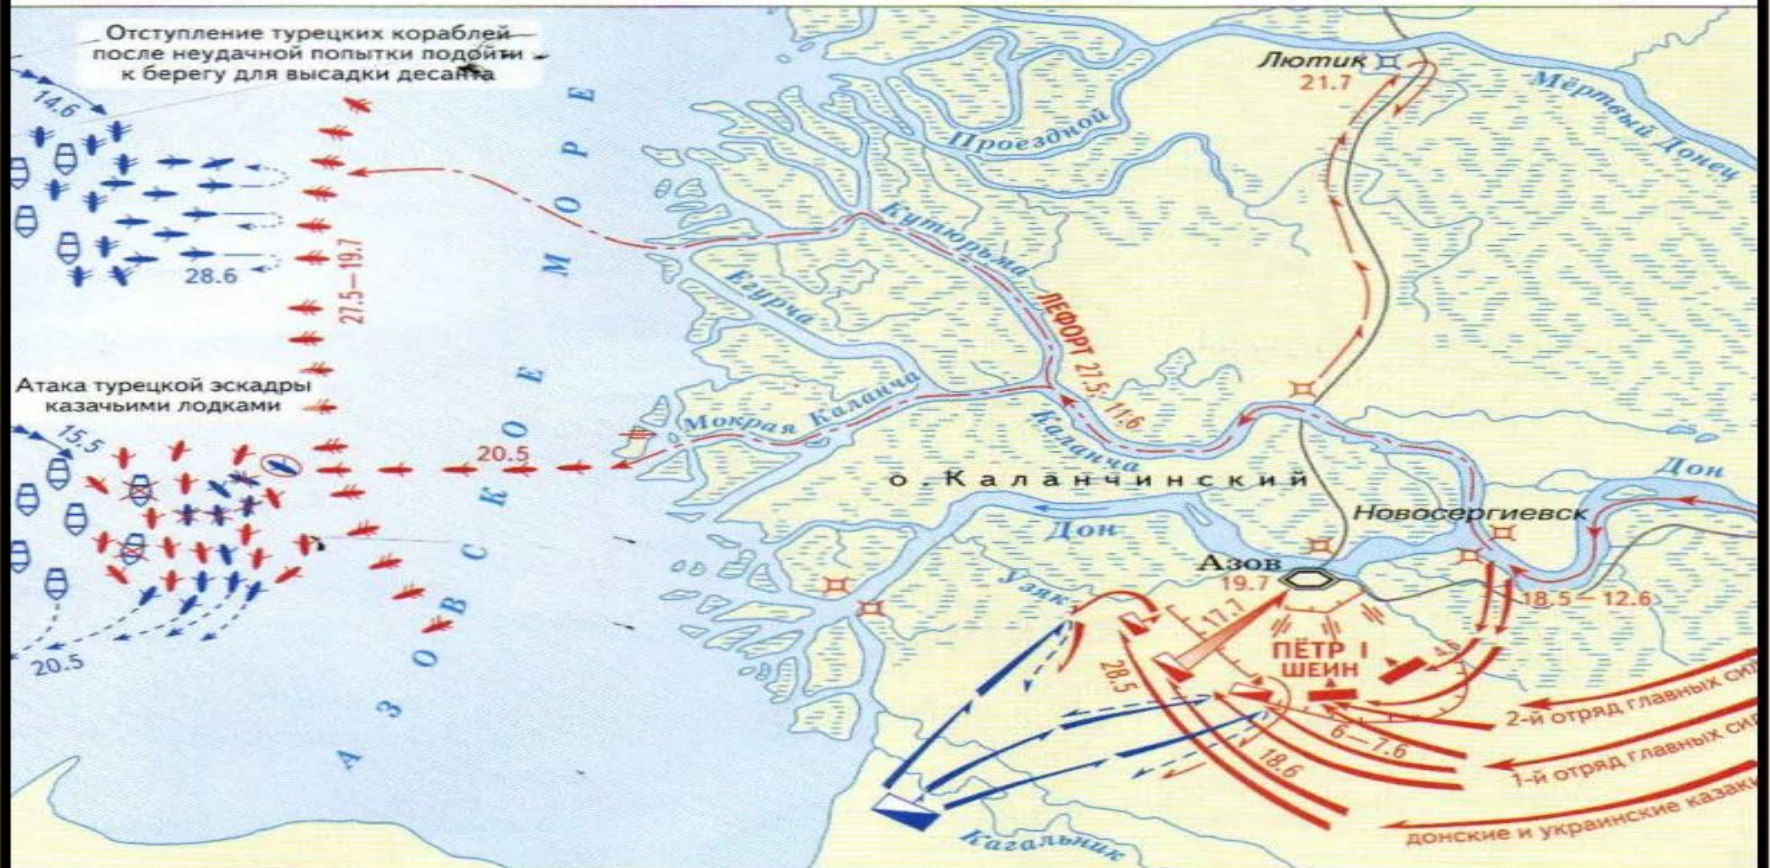 Отступление турецких кораблей
после неудачной попытки подойти
к берегу для высадки десанта
14.6
28.6
27.5—19.7
Атака турецкой эскадры
казачьими лодками
15.5
20.5
20.5
АЗОВСКОЕ МОРЕ
Лютик
21.7
Мёртвый Донец
Проездной
Кутюрьма
Егурча
ЛЕФОРТ 27.5; 11.6
Мокрая Каланча
Каланча
о. Каланчинский
Дон
Новосергиевск
Дон
Азов
19.7
Узяк
17.7
18.5—12.6
ПЁТР I
ШЕИН
4.6
28.5
6—7.6
18.6
2-й отряд главных сил
1-й отряд главных сил
донские и украинские казаки
Кагальник